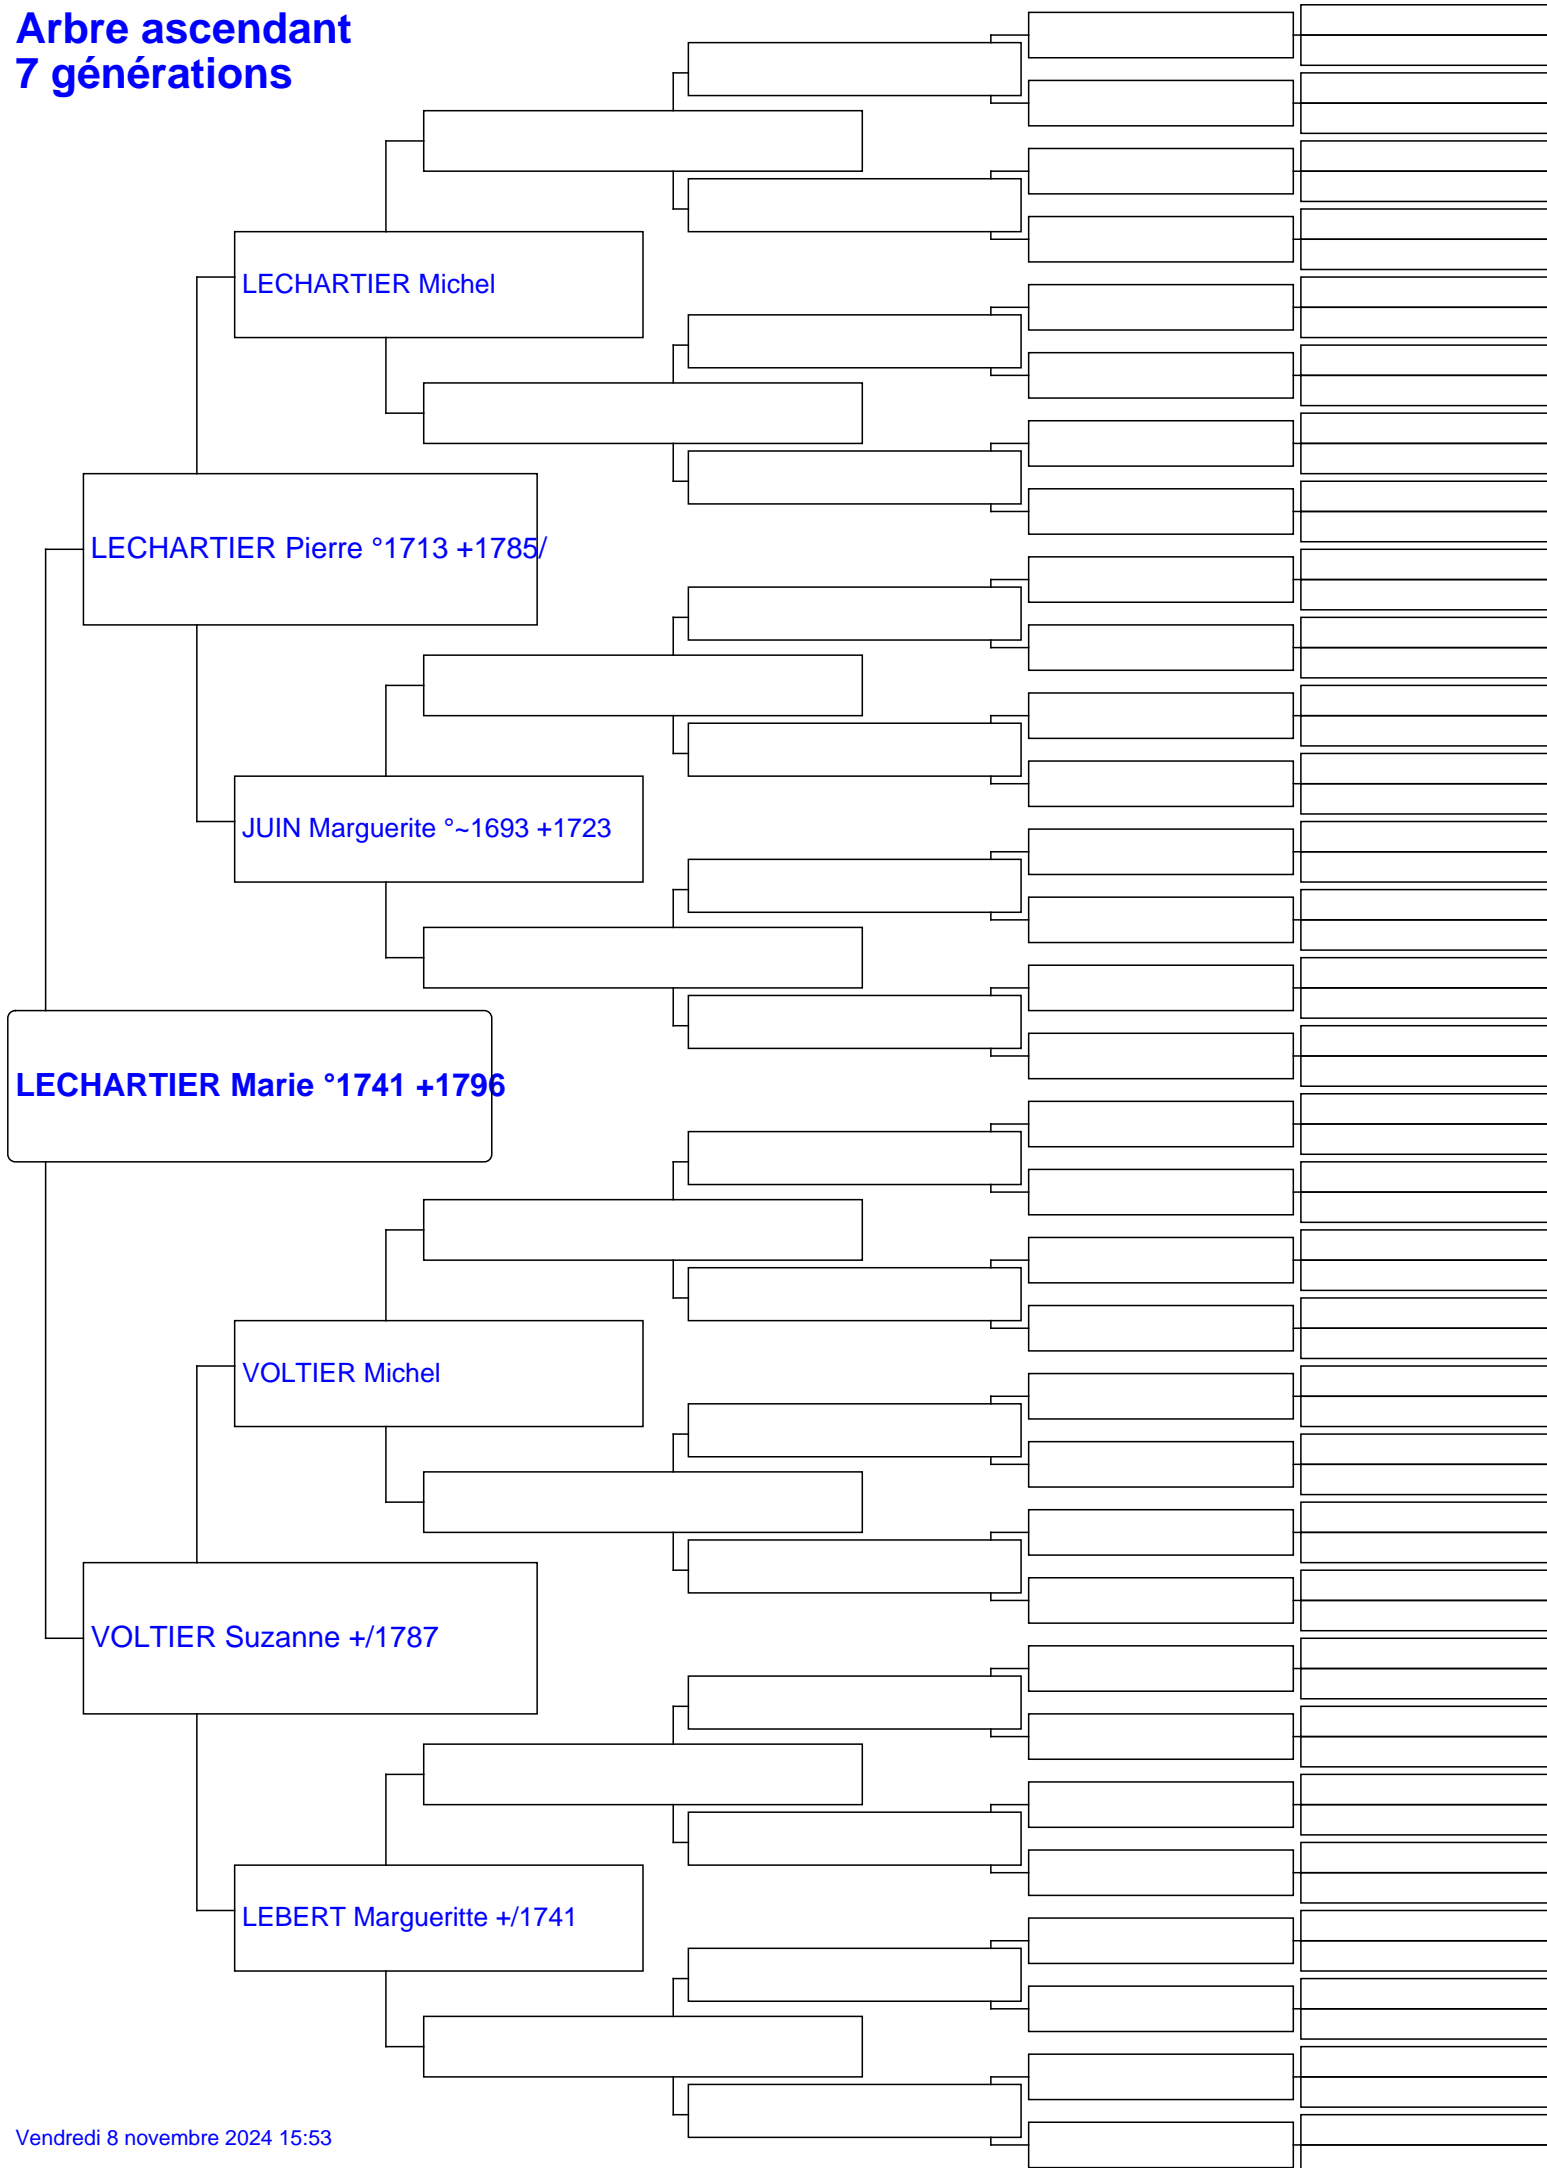 Arbre ascendant
7 générations
LECHARTIER Michel
LECHARTIER Pierre °1713 +1785/
JUIN Marguerite °~1693 +1723
LECHARTIER Marie °1741 +1796
VOLTIER Michel
VOLTIER Suzanne +/1787
LEBERT Margueritte +/1741
Vendredi 8 novembre 2024 15:53